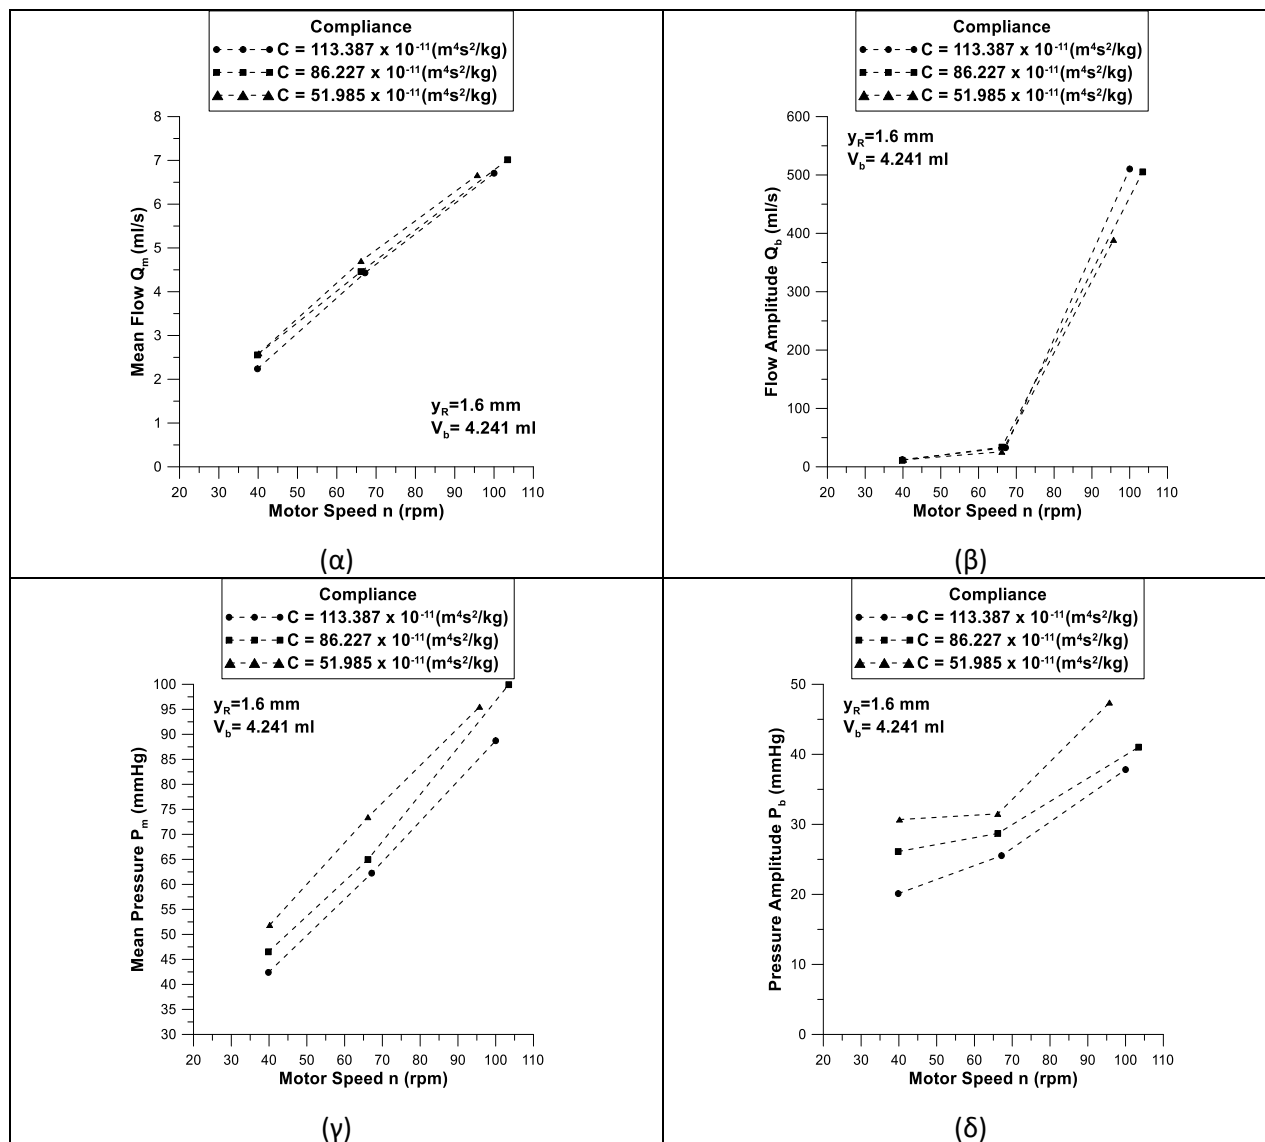 Compliance
C = 113.387 x 10⁻¹¹(m⁴s²/kg)
C = 86.227 x 10⁻¹¹(m⁴s²/kg)
C = 51.985 x 10⁻¹¹(m⁴s²/kg)
8
7
6
5
4
3
2
1
0
Mean Flow Qₘ (ml/s)
y_R=1.6 mm
V_b= 4.241 ml
20 30 40 50 60 70 80 90 100 110
Motor Speed n (rpm)
(α)
Compliance
C = 113.387 x 10⁻¹¹(m⁴s²/kg)
C = 86.227 x 10⁻¹¹(m⁴s²/kg)
C = 51.985 x 10⁻¹¹(m⁴s²/kg)
600
500
400
300
200
100
0
Flow Amplitude Q_b (ml/s)
y_R=1.6 mm
V_b= 4.241 ml
20 30 40 50 60 70 80 90 100 110
Motor Speed n (rpm)
(β)
Compliance
C = 113.387 x 10⁻¹¹(m⁴s²/kg)
C = 86.227 x 10⁻¹¹(m⁴s²/kg)
C = 51.985 x 10⁻¹¹(m⁴s²/kg)
100
95
90
85
80
75
70
65
60
55
50
45
40
35
30
Mean Pressure Pₘ (mmHg)
y_R=1.6 mm
V_b= 4.241 ml
20 30 40 50 60 70 80 90 100 110
Motor Speed n (rpm)
(γ)
Compliance
C = 113.387 x 10⁻¹¹(m⁴s²/kg)
C = 86.227 x 10⁻¹¹(m⁴s²/kg)
C = 51.985 x 10⁻¹¹(m⁴s²/kg)
50
40
30
20
10
0
Pressure Amplitude P_b (mmHg)
y_R=1.6 mm
V_b= 4.241 ml
20 30 40 50 60 70 80 90 100 110
Motor Speed n (rpm)
(δ)